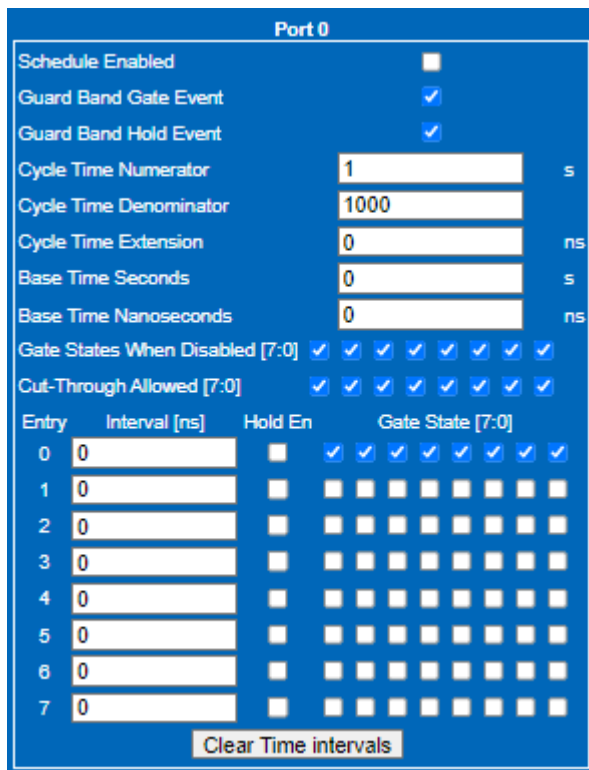 Port 0
Schedule Enabled
Guard Band Gate Event
Guard Band Hold Event
Cycle Time Numerator 1 s
Cycle Time Denominator 1000
Cycle Time Extension 0 ns
Base Time Seconds 0 s
Base Time Nanoseconds 0 ns
Gate States When Disabled [7:0]
Cut-Through Allowed [7:0]
Entry Interval [ns] Hold En Gate State [7:0]
0 0
1 0
2 0
3 0
4 0
5 0
6 0
7 0
Clear Time intervals